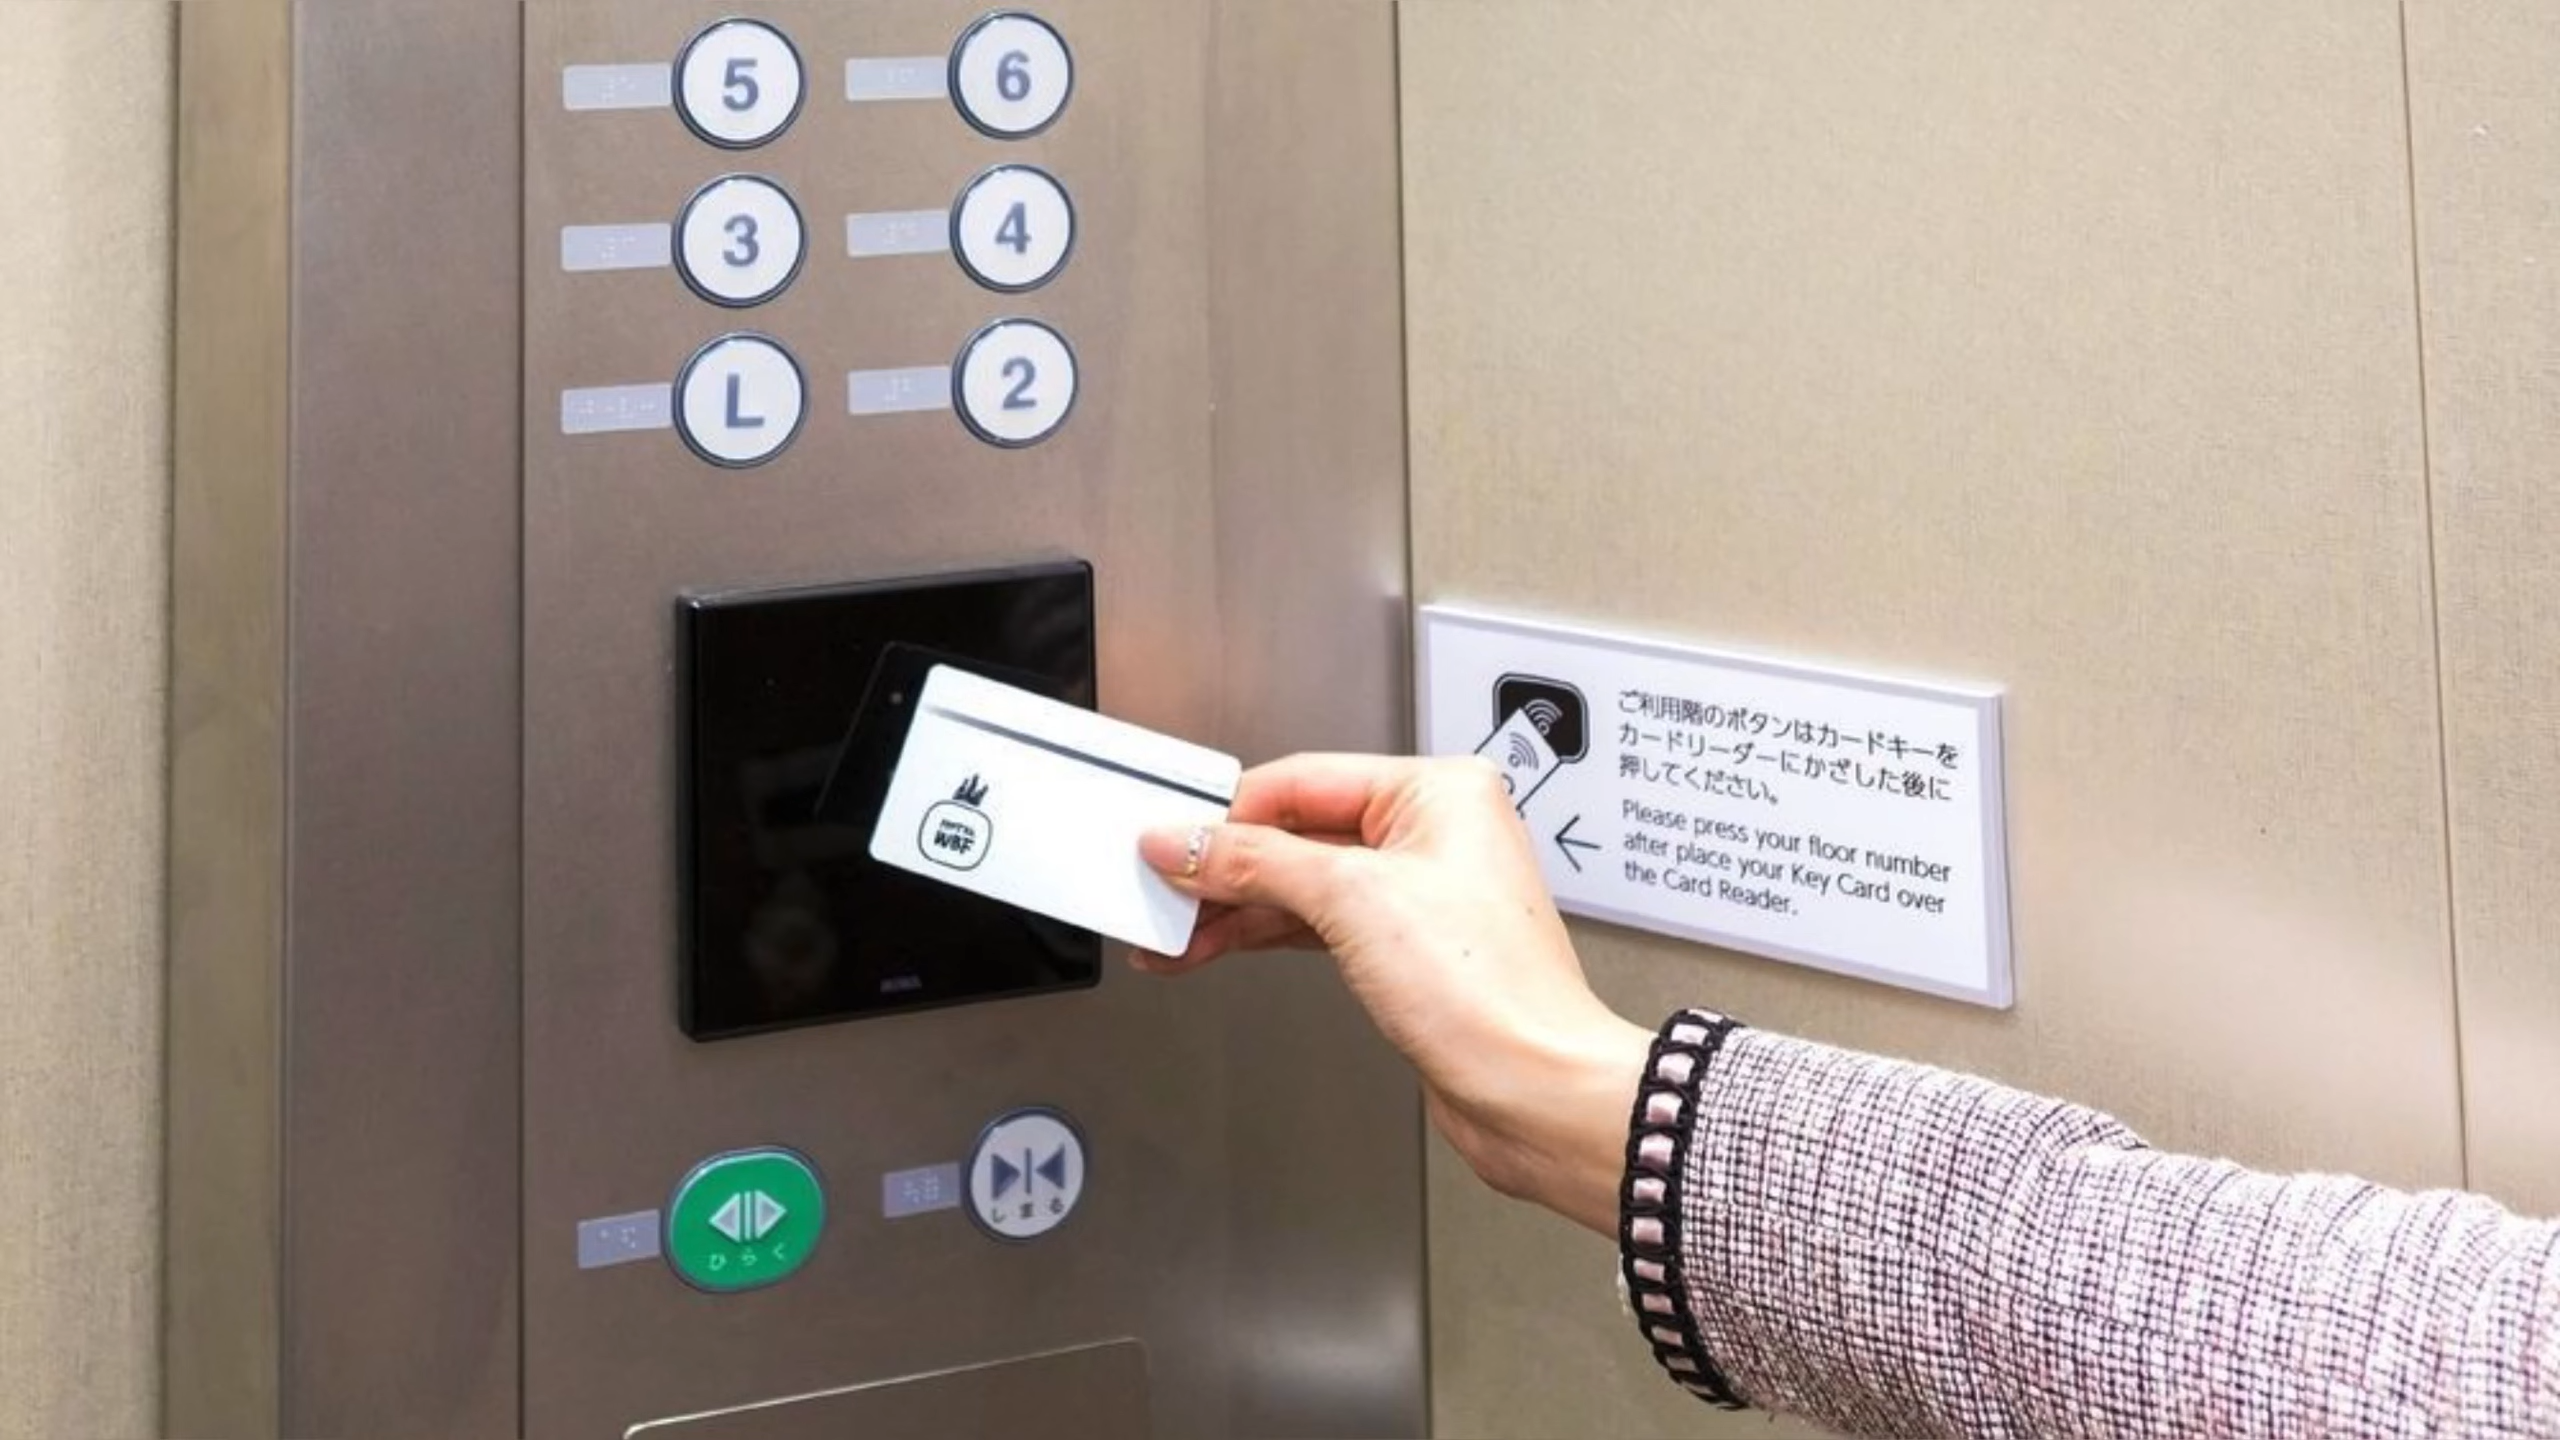 5 6
3 4
L 2
HOTEL
WBF
ご利用階のボタンはカードキーを
カードリーダーにかざした後に
押してください。
Please press your floor number
after place your Key Card over
the Card Reader.
ひらく
しまる